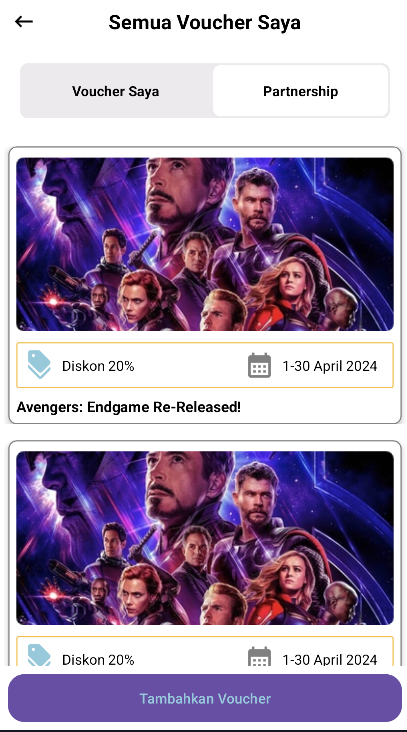 Semua Voucher Saya
Voucher Saya
Partnership
Diskon 20%
1-30 April 2024
Avengers: Endgame Re-Released!
Diskon 20%
1-30 April 2024
Tambahkan Voucher